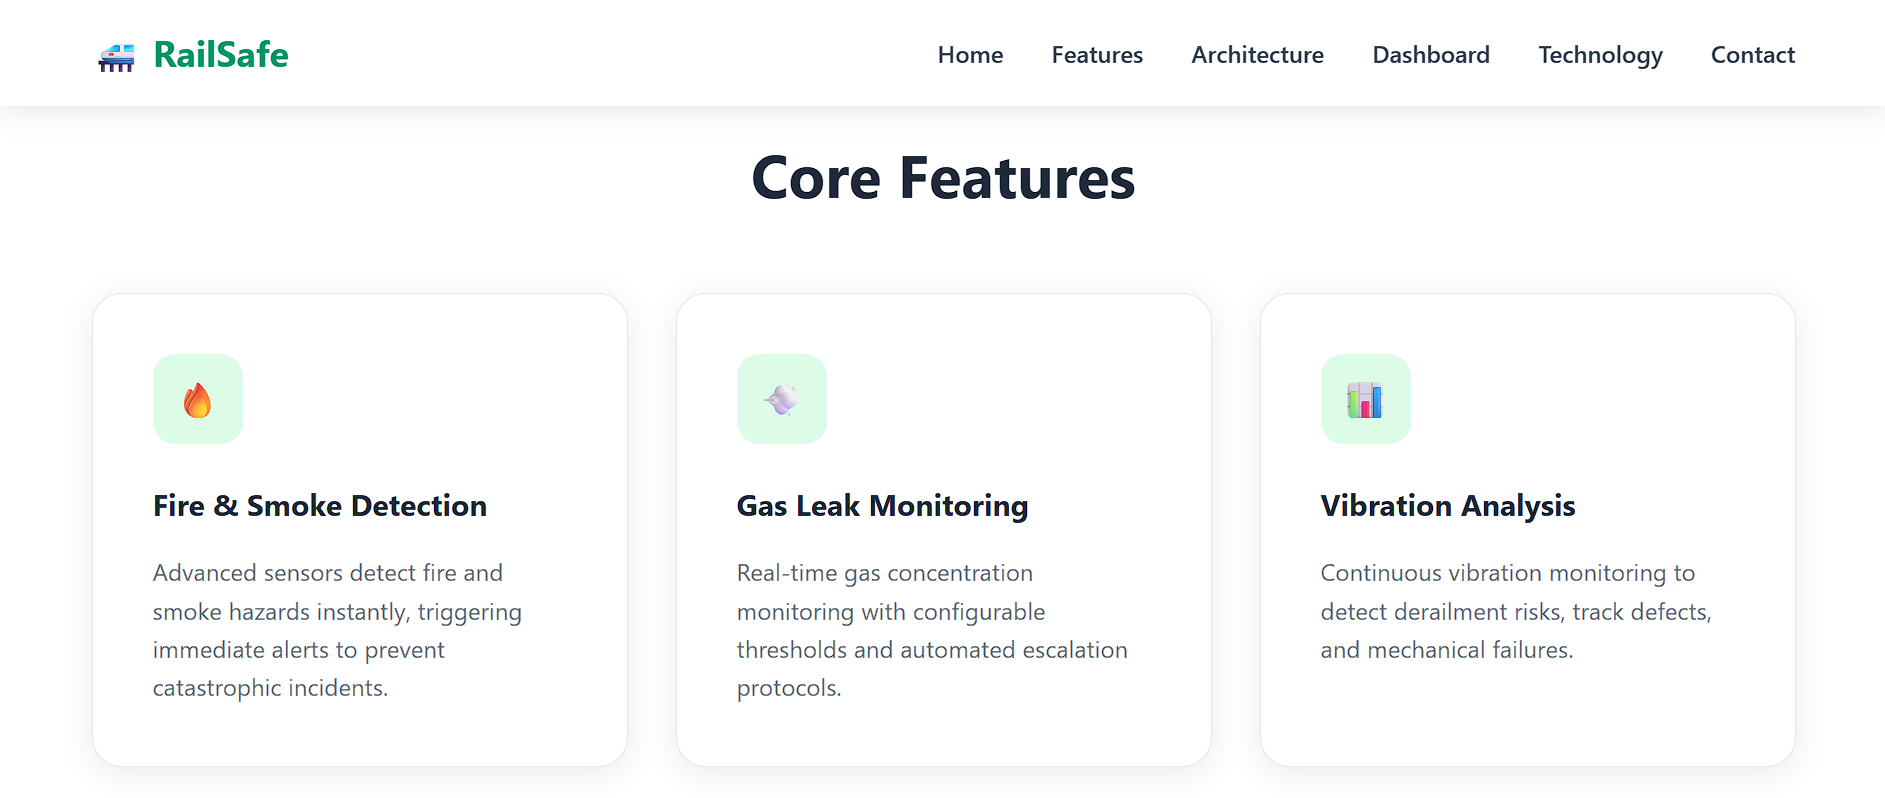 RailSafe
Home Features Architecture Dashboard Technology Contact
Core Features
Fire & Smoke Detection
Advanced sensors detect fire and
smoke hazards instantly, triggering
immediate alerts to prevent
catastrophic incidents.
Gas Leak Monitoring
Real-time gas concentration
monitoring with configurable
thresholds and automated escalation
protocols.
Vibration Analysis
Continuous vibration monitoring to
detect derailment risks, track defects,
and mechanical failures.